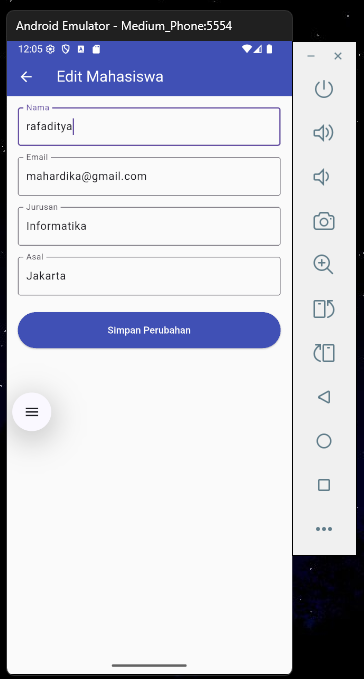 Android Emulator - Medium_Phone:5554
12:05
Edit Mahasiswa
Nama
rafaditya
Email
mahardika@gmail.com
Jurusan
Informatika
Asal
Jakarta
Simpan Perubahan